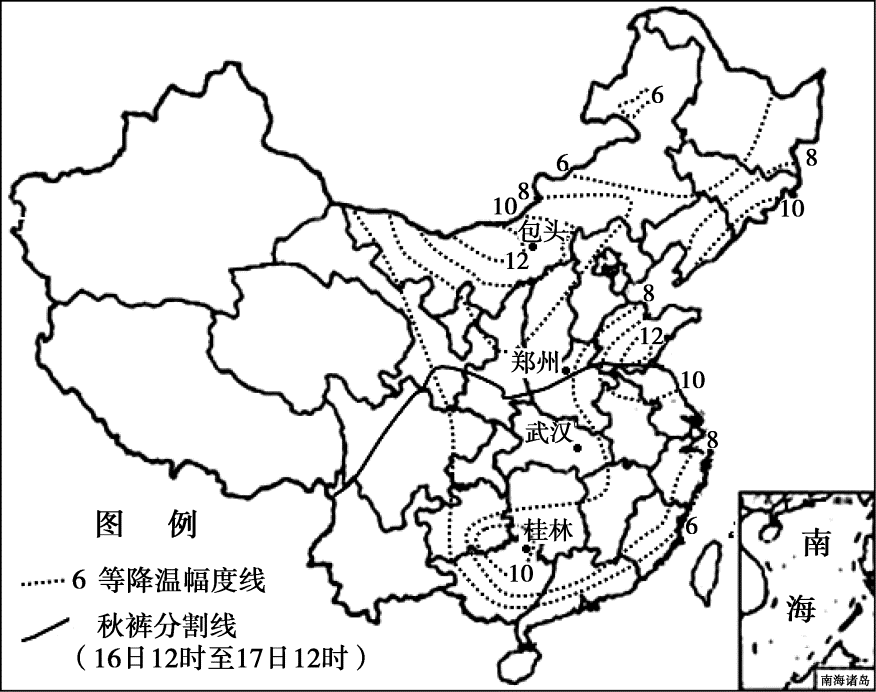 6
6
8
8
10
10
包头
12
8
12
郑州
10
武汉
8
桂林
6
10
图 例
6 等降温幅度线
秋裤分割线
(16日12时至17日12时)
南
海
南海诸岛